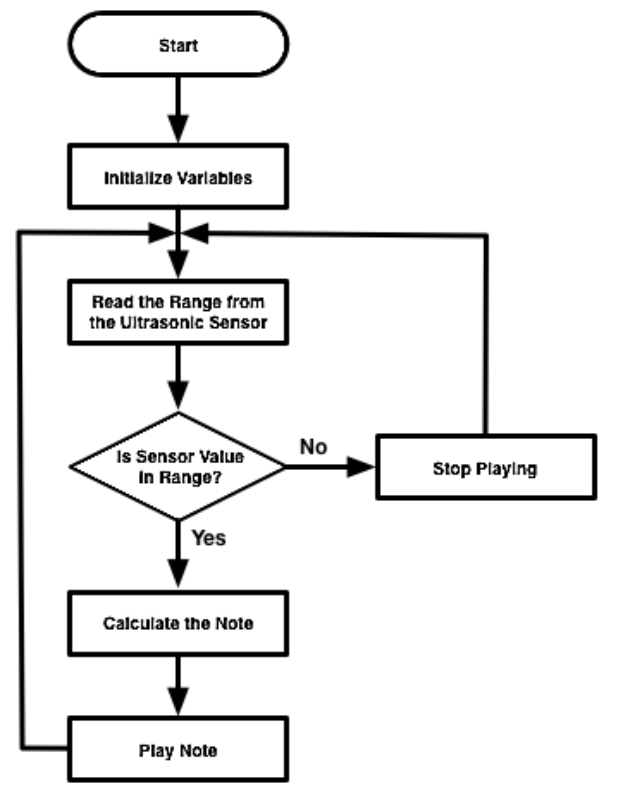 Start
Initialize Variables
Read the Range from
the Ultrasonic Sensor
Is Sensor Value
in Range?
No
Stop Playing
Yes
Calculate the Note
Play Note